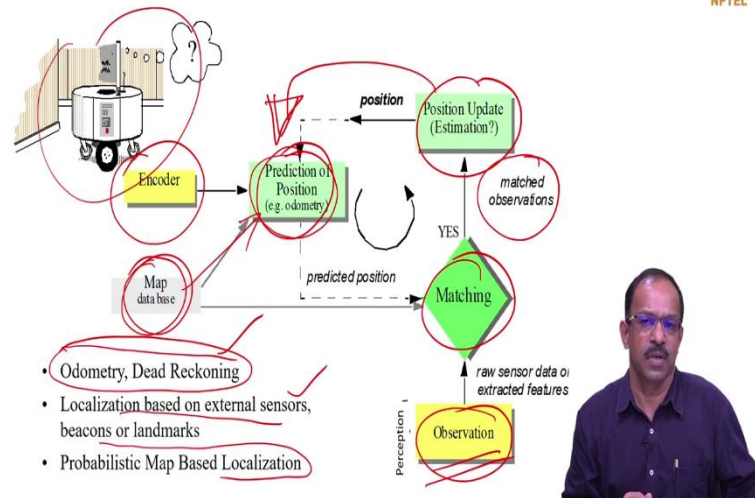 NPTEL
?
position
Position Update
(Estimation?)
Encoder
Prediction of
Position
(e.g. odometry)
matched
observations
YES
Map
data base
predicted position
Matching
• Odometry, Dead Reckoning
• Localization based on external sensors,
beacons or landmarks
• Probabilistic Map Based Localization
raw sensor data or
extracted features
Perception
Observation